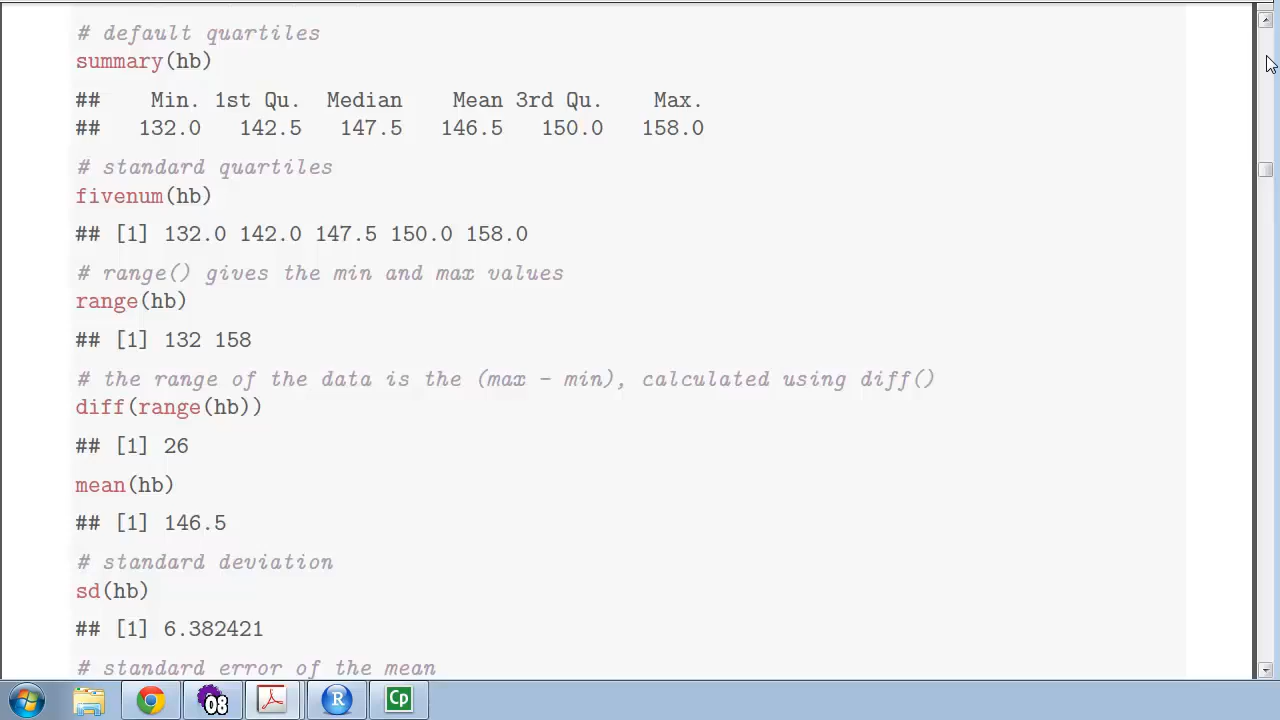 # default quartiles
summary(hb)
##    Min. 1st Qu.  Median    Mean 3rd Qu.    Max.
##   132.0   142.5   147.5   146.5   150.0   158.0
# standard quartiles
fivenum(hb)
## [1] 132.0 142.0 147.5 150.0 158.0
# range() gives the min and max values
range(hb)
## [1] 132 158
# the range of the data is the (max - min), calculated using diff()
diff(range(hb))
## [1] 26
mean(hb)
## [1] 146.5
# standard deviation
sd(hb)
## [1] 6.382421
# standard error of the mean
08
R
Cp